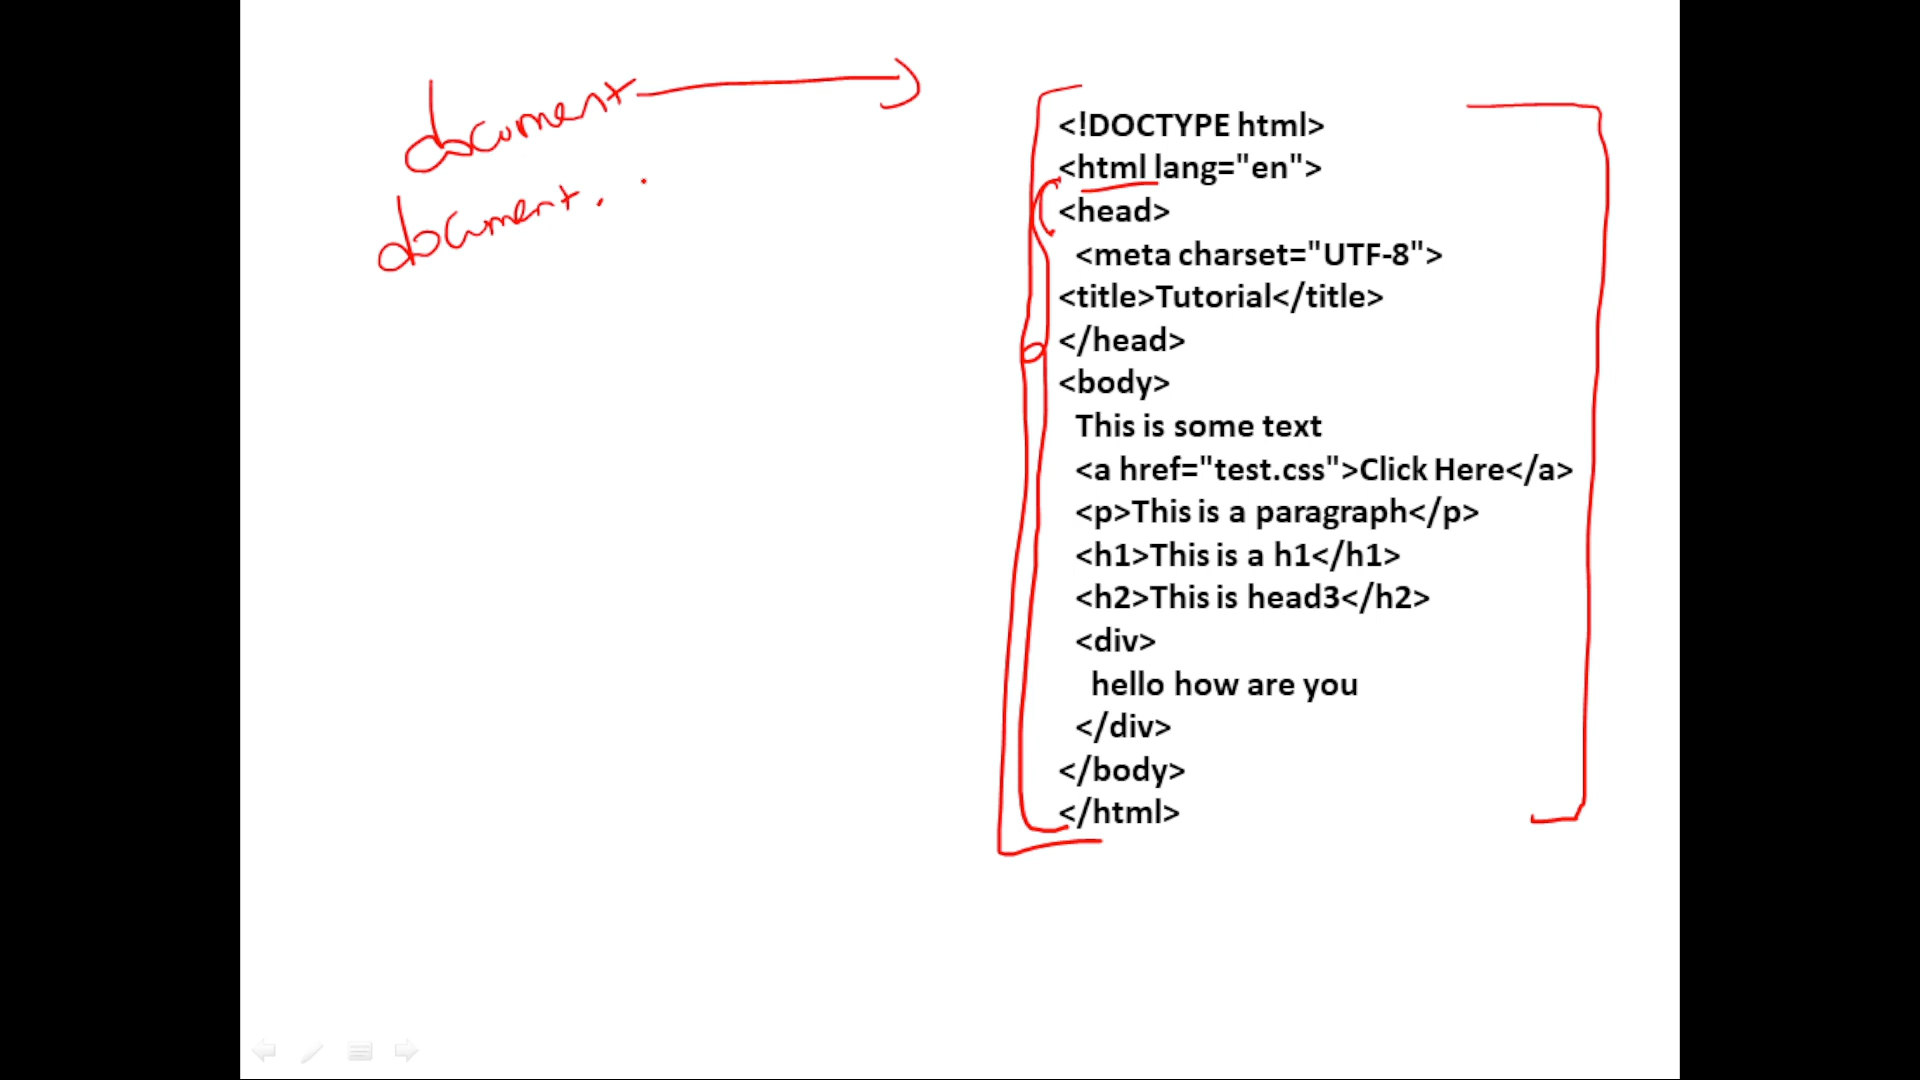 document
document.
<!DOCTYPE html>
<html lang="en">
<head>
<meta charset="UTF-8">
<title>Tutorial</title>
</head>
<body>
This is some text
<a href="test.css">Click Here</a>
<p>This is a paragraph</p>
<h1>This is a h1</h1>
<h2>This is head3</h2>
<div>
hello how are you
</div>
</body>
</html>